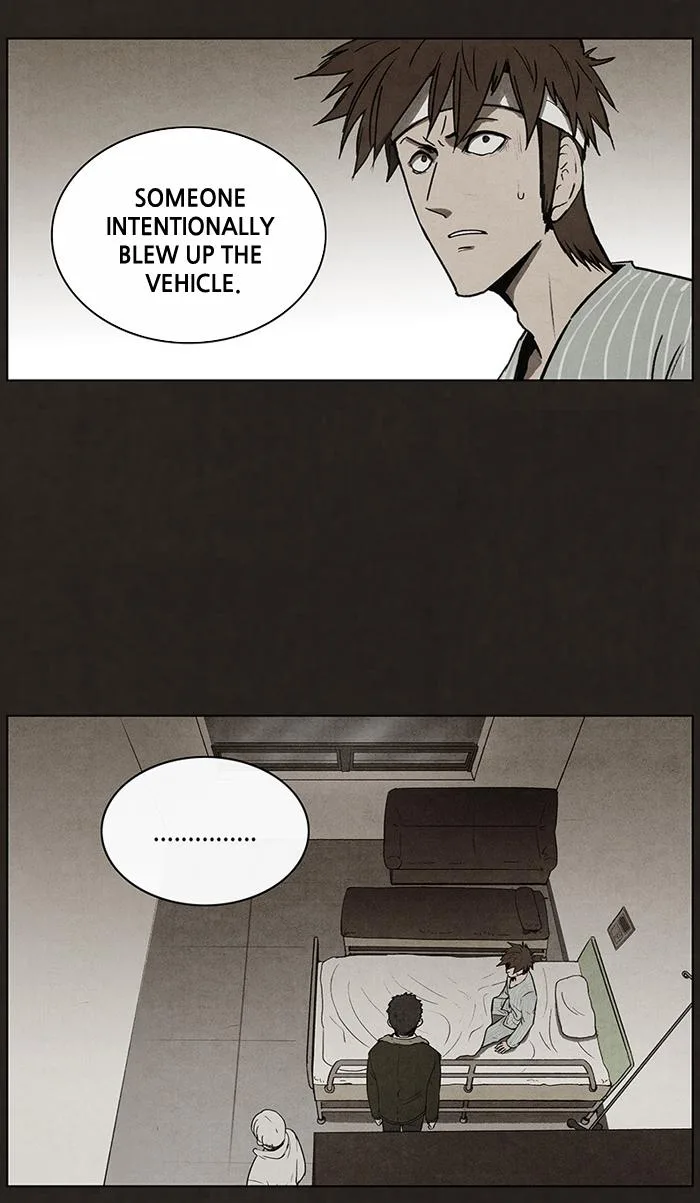 SOMEONE
INTENTIONALLY
BLEW UP THE
VEHICLE.
...............